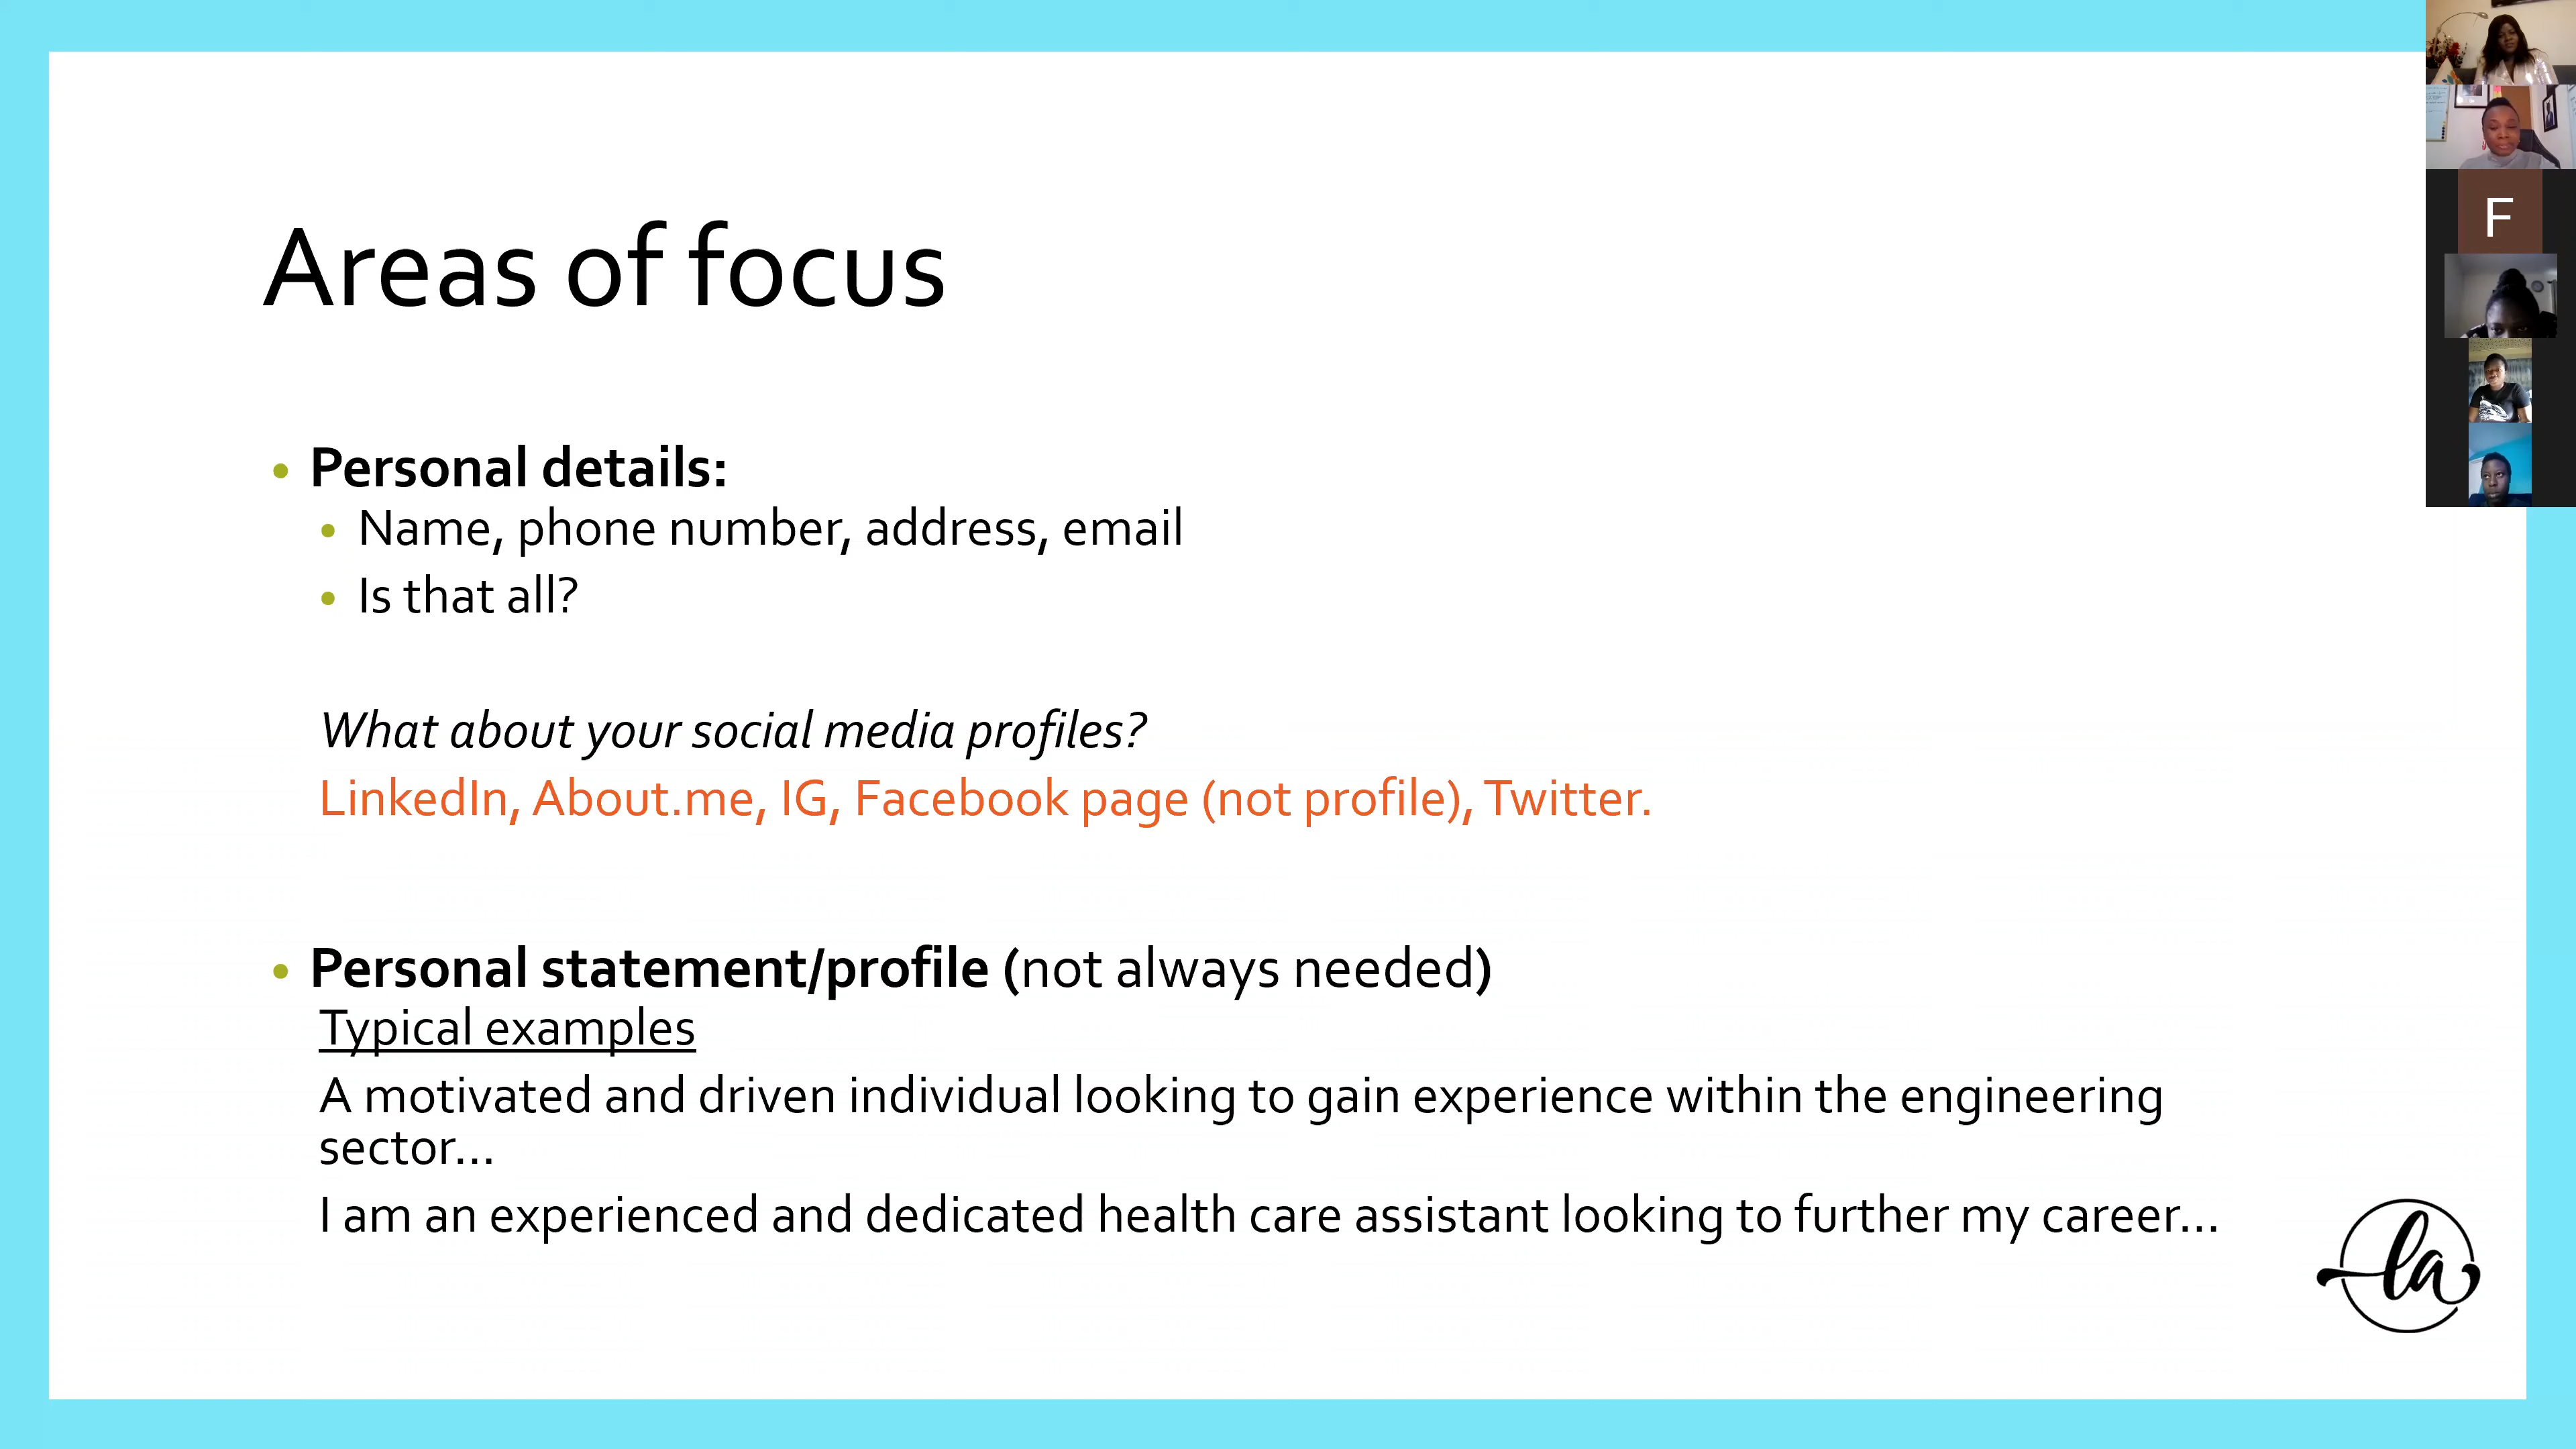 Areas of focus
Personal details:
Name, phone number, address, email
Is that all?
What about your social media profiles?
LinkedIn, About.me, IG, Facebook page (not profile), Twitter.
Personal statement/profile (not always needed)
Typical examples
A motivated and driven individual looking to gain experience within the engineering
sector...
I am an experienced and dedicated health care assistant looking to further my career...
la
F